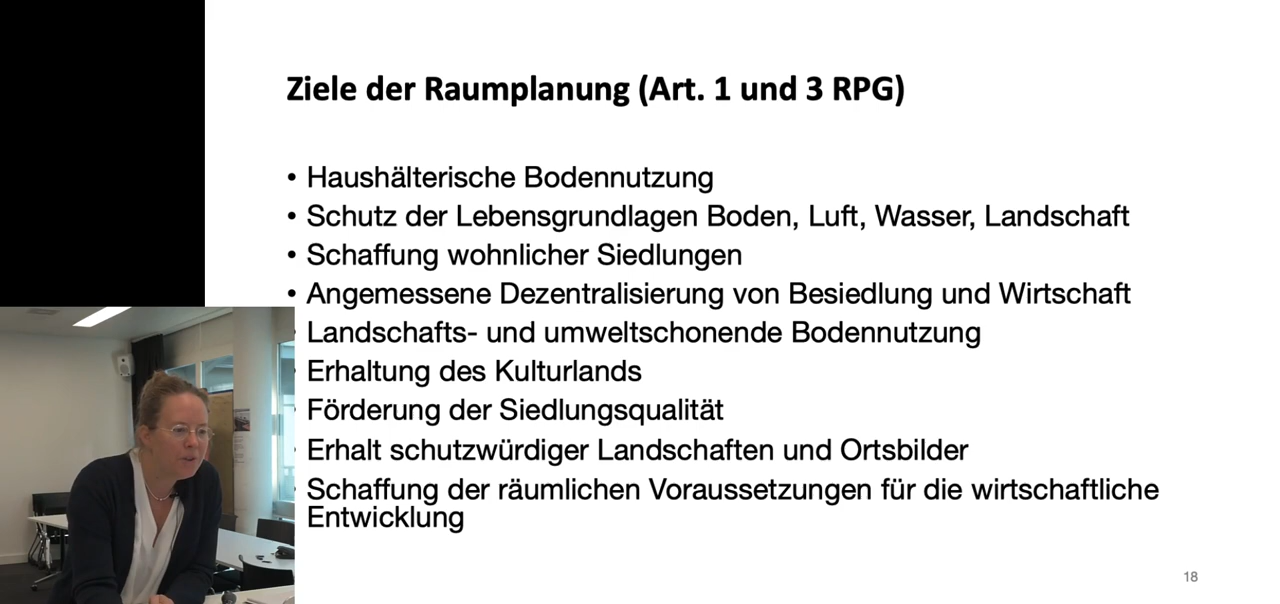 Ziele der Raumplanung (Art. 1 und 3 RPG)
• Haushälterische Bodennutzung
• Schutz der Lebensgrundlagen Boden, Luft, Wasser, Landschaft
• Schaffung wohnlicher Siedlungen
• Angemessene Dezentralisierung von Besiedlung und Wirtschaft
Landschafts- und umweltschonende Bodennutzung
Erhaltung des Kulturlands
Förderung der Siedlungsqualität
Erhalt schutzwürdiger Landschaften und Ortsbilder
Schaffung der räumlichen Voraussetzungen für die wirtschaftliche
Entwicklung
18